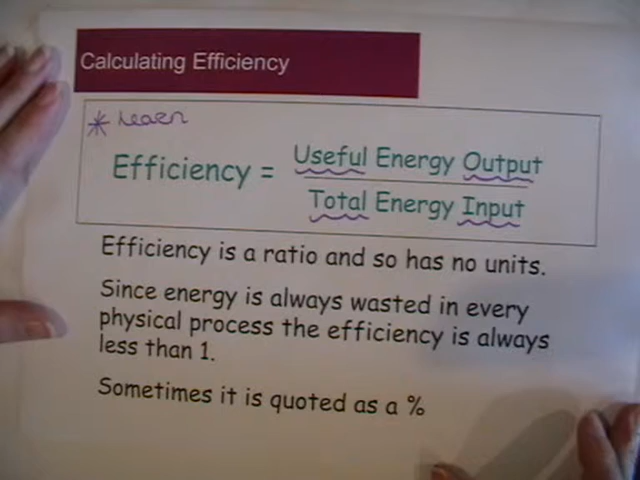 Calculating Efficiency
* learn
Efficiency = Useful Energy Output
Total Energy Input
Efficiency is a ratio and so has no units.
Since energy is always wasted in every
physical process the efficiency is always
less than 1.
Sometimes it is quoted as a %